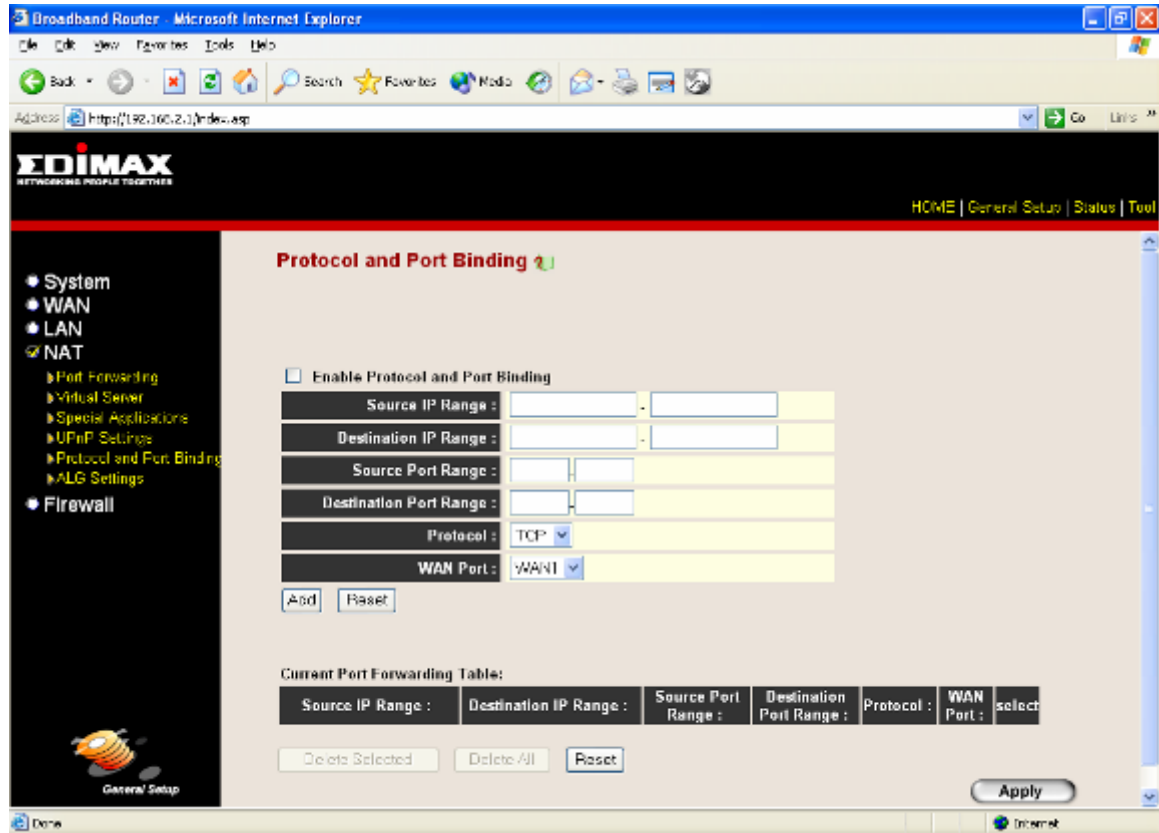 Broadband Router - Microsoft Internet Explorer
File Edit View Favorites Tools Help
Back Search Favorites Media
Address http://192.168.2.1/index.asp Go Links »
EDIMAX
NETWORKING PEOPLE TOGETHER
HOME | General Setup | Status | Tool
System
WAN
LAN
NAT
Port Forwarding
Virtual Server
Special Applications
UPnP Settings
Protocol and Port Binding
ALG Settings
Firewall
General Setup
Protocol and Port Binding
Enable Protocol and Port Binding
Source IP Range : -
Destination IP Range : -
Source Port Range : -
Destination Port Range : -
Protocol : TCP
WAN Port : WAN1
Add Reset
Current Port Forwarding Table:
Source IP Range : Destination IP Range : Source Port Range : Destination Port Range : Protocol : WAN Port : select
Delete Selected Delete All Reset
Apply
Done Internet